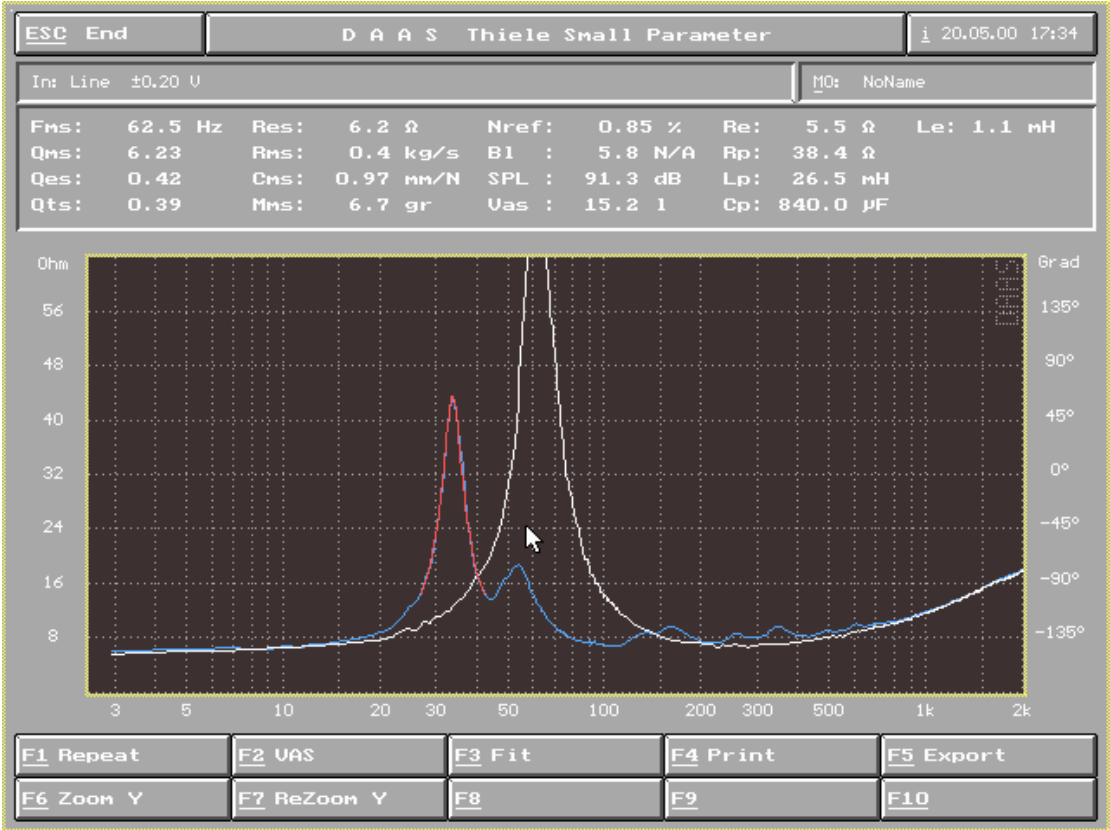 ESC End D A A S Thiele Small Parameter i 20.05.00 17:34
In: Line ±0.20 V MO: NoName
Fms: 62.5 Hz Res: 6.2 Ω Nref: 0.85 % Re: 5.5 Ω Le: 1.1 mH
Qms: 6.23 Rms: 0.4 kg/s Bl : 5.8 N/A Rp: 38.4 Ω
Qes: 0.42 Cms: 0.97 mm/N SPL : 91.3 dB Lp: 26.5 mH
Qts: 0.39 Mms: 6.7 gr Vas : 15.2 l Cp: 840.0 µF
Ohm Grad
DAAS
56 135°
48 90°
40 45°
32 0°
24 -45°
16 -90°
8 -135°
3 5 10 20 30 50 100 200 300 500 1k 2k
F1 Repeat F2 VAS F3 Fit F4 Print F5 Export
F6 Zoom Y F7 ReZoom Y F8 F9 F10